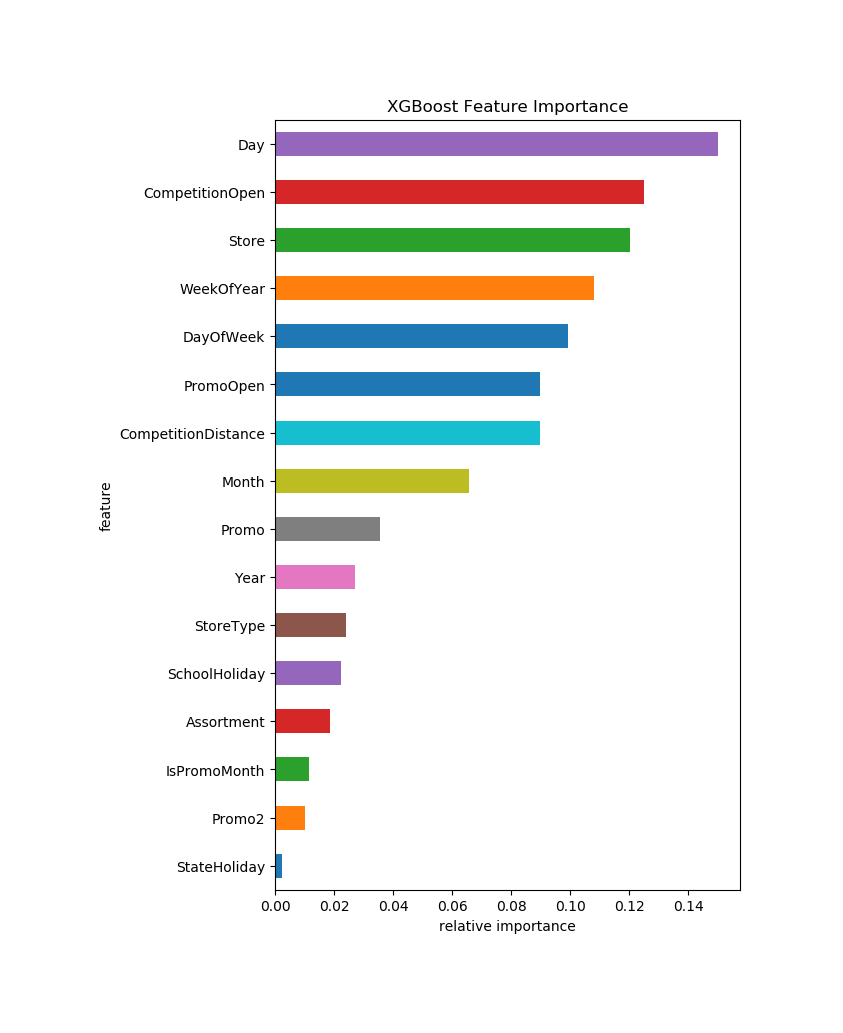 XGBoost Feature Importance
Day
CompetitionOpen
Store
WeekOfYear
DayOfWeek
PromoOpen
CompetitionDistance
Month
Promo
Year
StoreType
SchoolHoliday
Assortment
IsPromoMonth
Promo2
StateHoliday
feature
0.00 0.02 0.04 0.06 0.08 0.10 0.12 0.14
relative importance